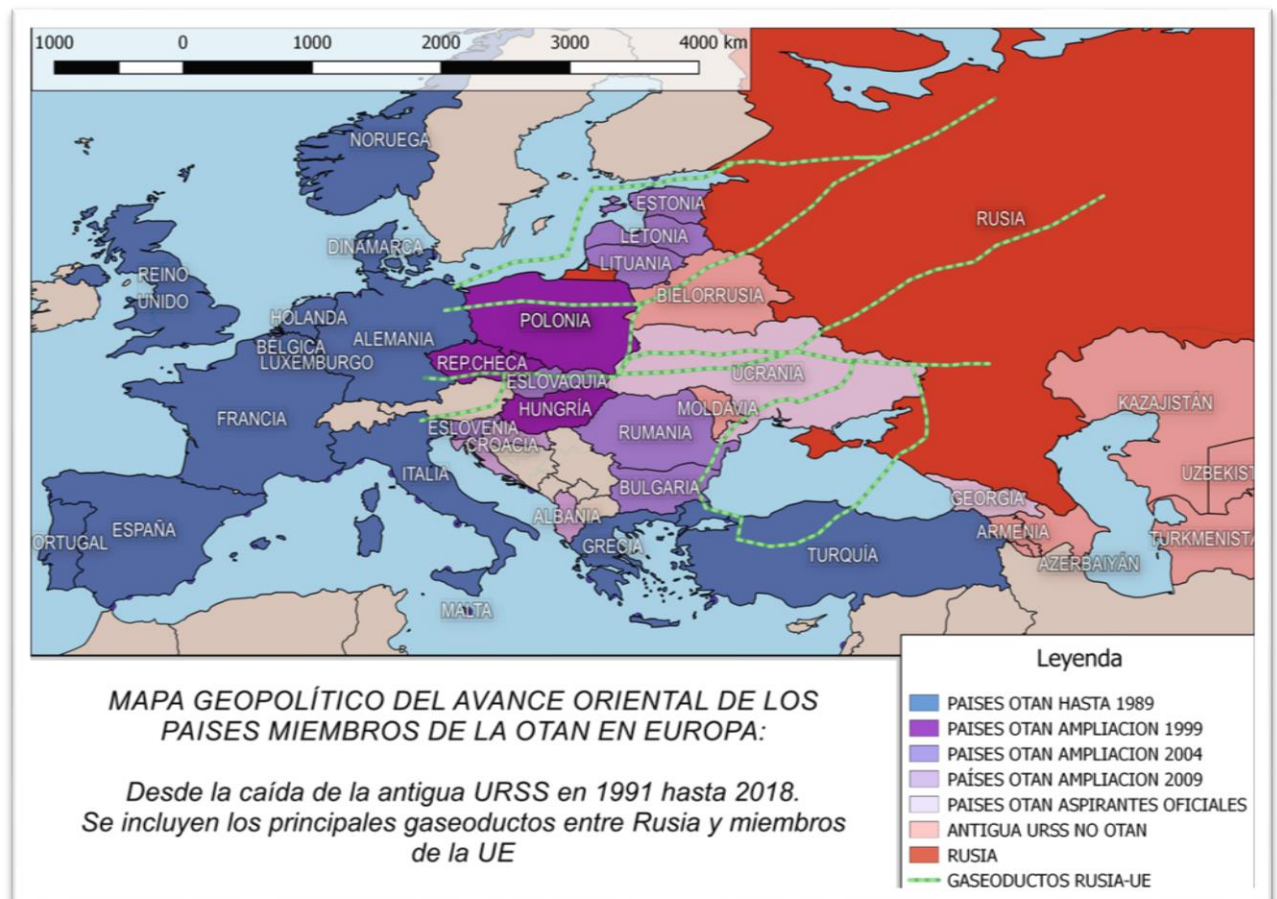 1000 0 1000 2000 3000 4000 km
NORUEGA
ESTONIA
RUSIA
LETONIA
DINAMARCA
LITUANIA
REINO
UNIDO
BIELORRUSIA
HOLANDA
POLONIA
ALEMANIA
BÉLGICA
LUXEMBURGO
REP.CHECA
UCRANIA
ESLOVAQUIA
KAZAJISTÁN
HUNGRÍA
MOLDAVIA
FRANCIA
ESLOVENIA
RUMANIA
CROACIA
ITALIA
UZBEKIST
BULGARIA
GEORGIA
ALBANIA
ESPAÑA
ARMENIA
ORTUGAL
TURKMENISTA
GRECIA
TURQUÍA
AZERBAIYÁN
MALTA
MAPA GEOPOLÍTICO DEL AVANCE ORIENTAL DE LOS
PAISES MIEMBROS DE LA OTAN EN EUROPA:
Desde la caída de la antigua URSS en 1991 hasta 2018.
Se incluyen los principales gaseoductos entre Rusia y miembros
de la UE
Leyenda
PAISES OTAN HASTA 1989
PAISES OTAN AMPLIACION 1999
PAISES OTAN AMPLIACION 2004
PAÍSES OTAN AMPLIACION 2009
PAISES OTAN ASPIRANTES OFICIALES
ANTIGUA URSS NO OTAN
RUSIA
GASEODUCTOS RUSIA-UE